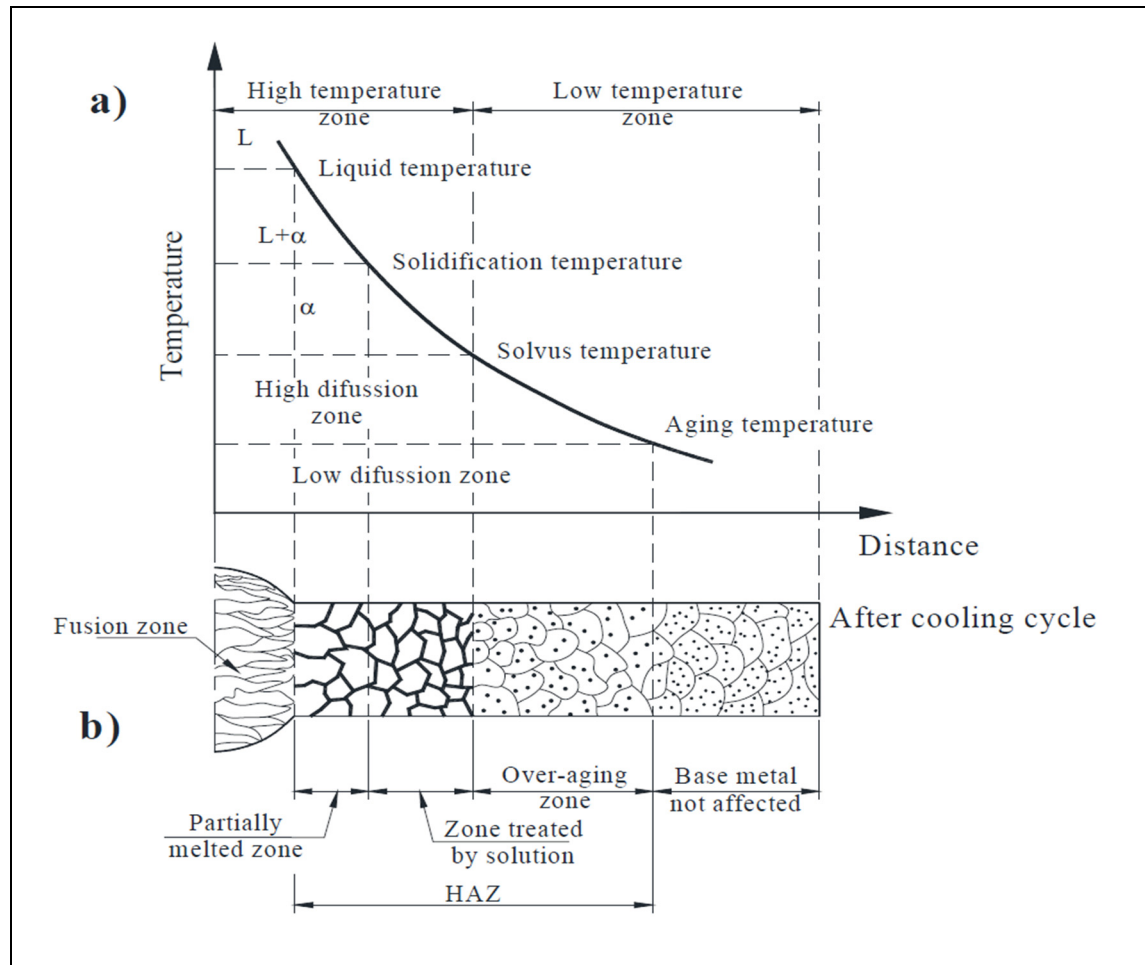 a)
High temperature
zone
Low temperature
zone
L
Liquid temperature
L+α
Solidification temperature
α
Temperature
Solvus temperature
High difussion
zone
Aging temperature
Low difussion zone
Distance
After cooling cycle
Fusion zone
b)
Over-aging
zone
Base metal
not affected
Partially
melted zone
Zone treated
by solution
HAZ